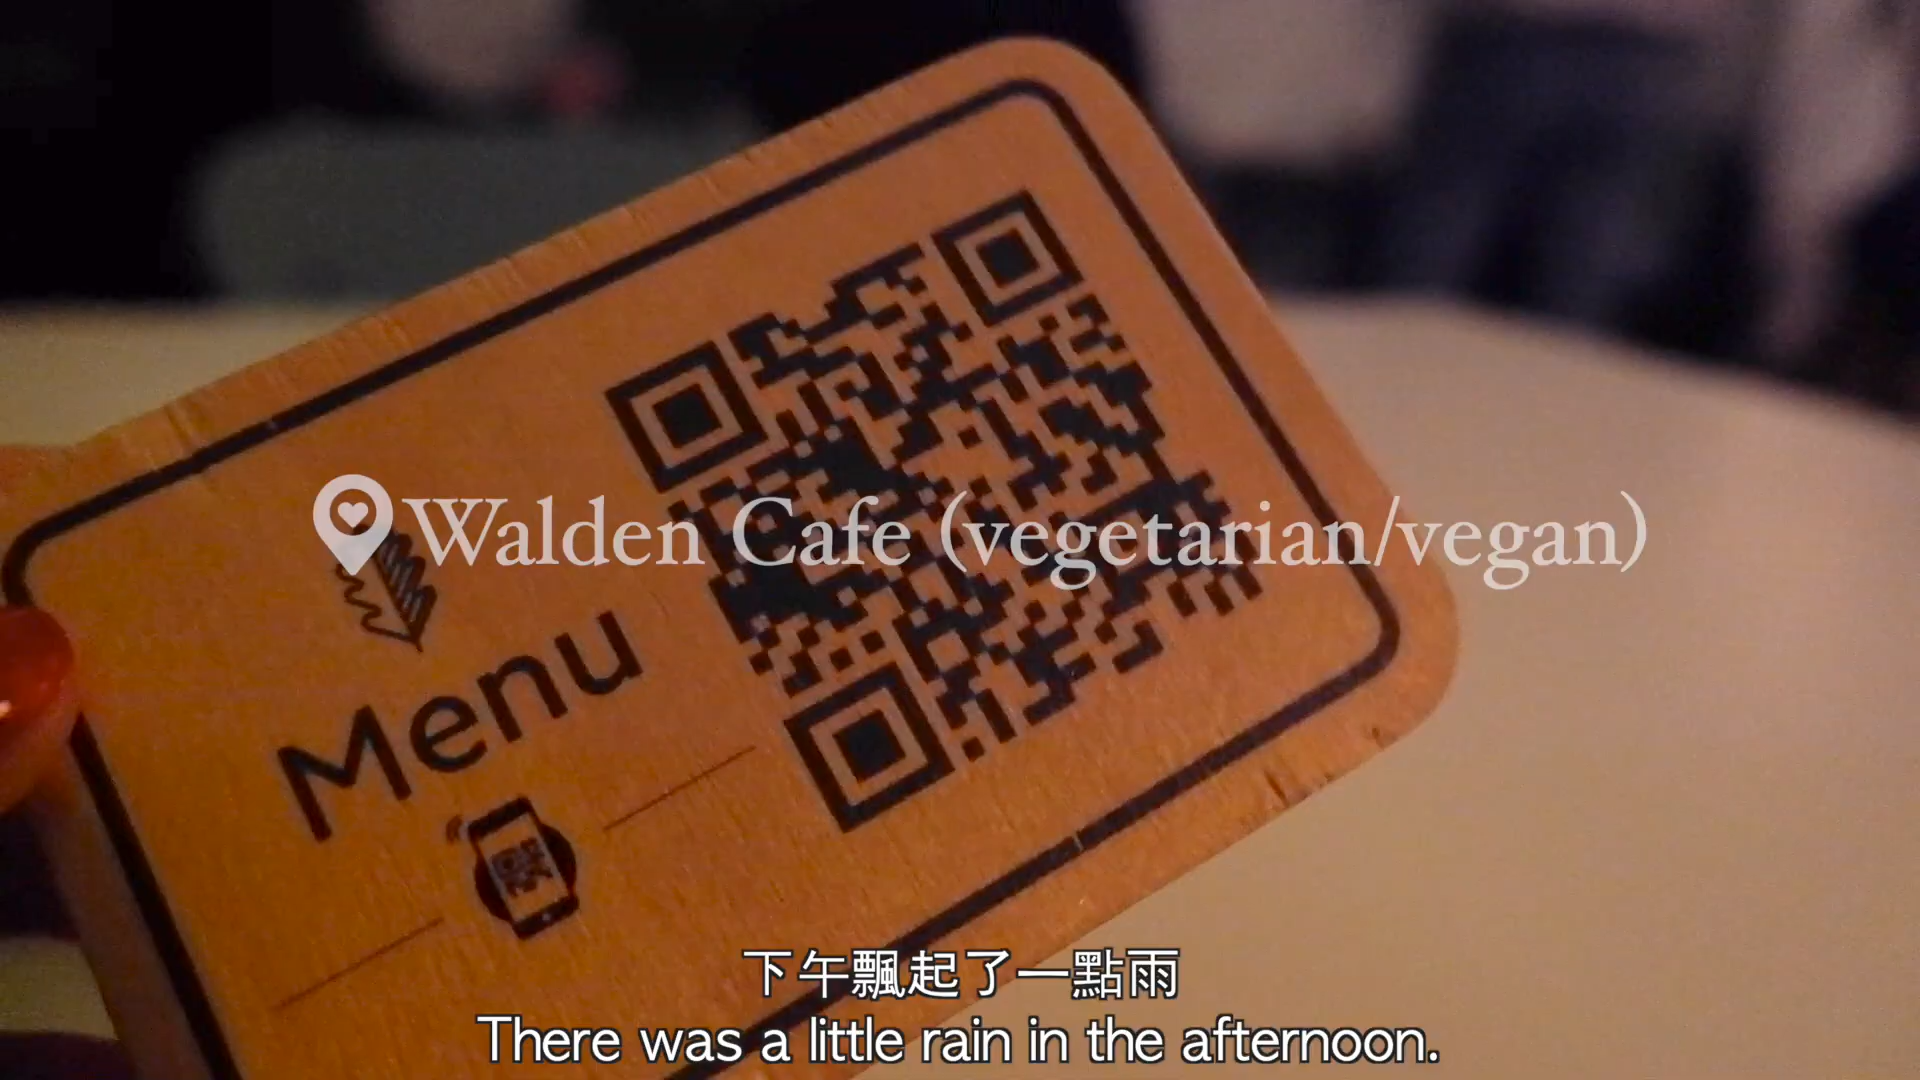 Walden Cafe (vegetarian/vegan)
Menu
下午飄起了一點雨
There was a little rain in the afternoon.